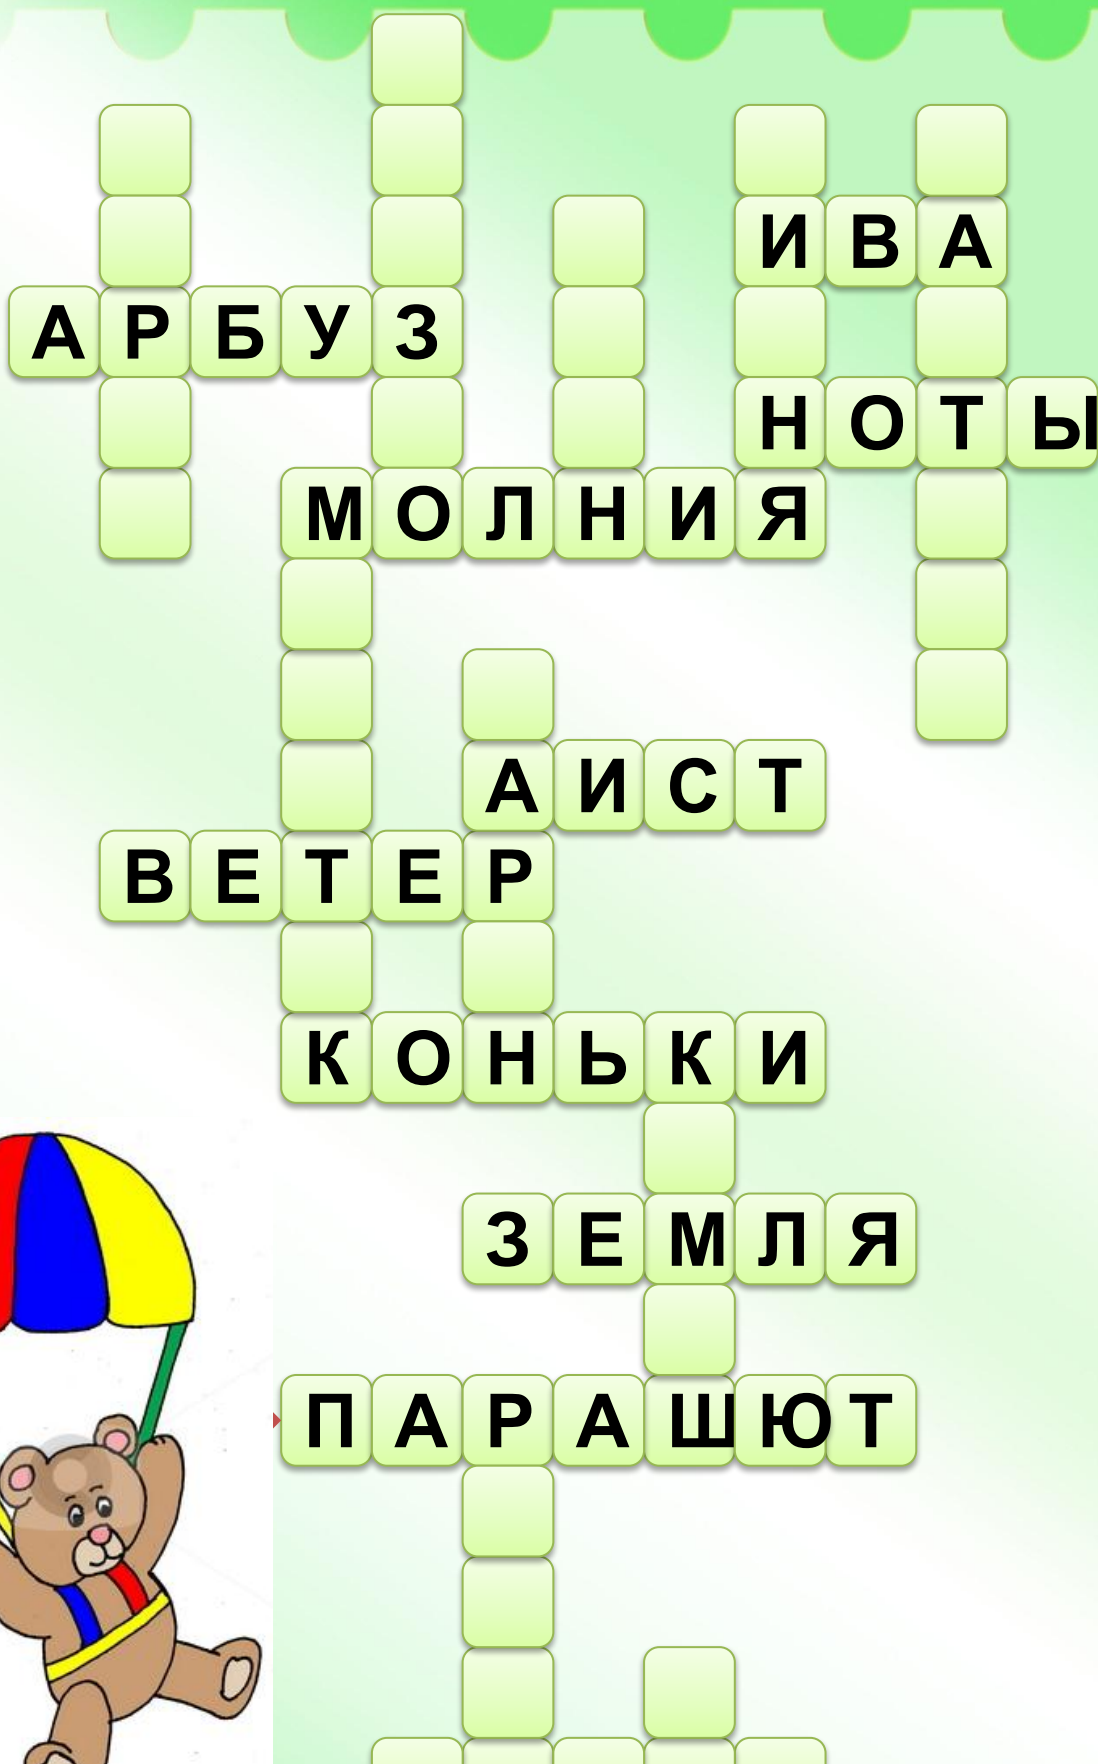 ИВА
АРБУЗ
НОТЫ
МОЛНИЯ
АИСТ
ВЕТЕР
КОНЬКИ
ЗЕМЛЯ
ПАРАШЮТ